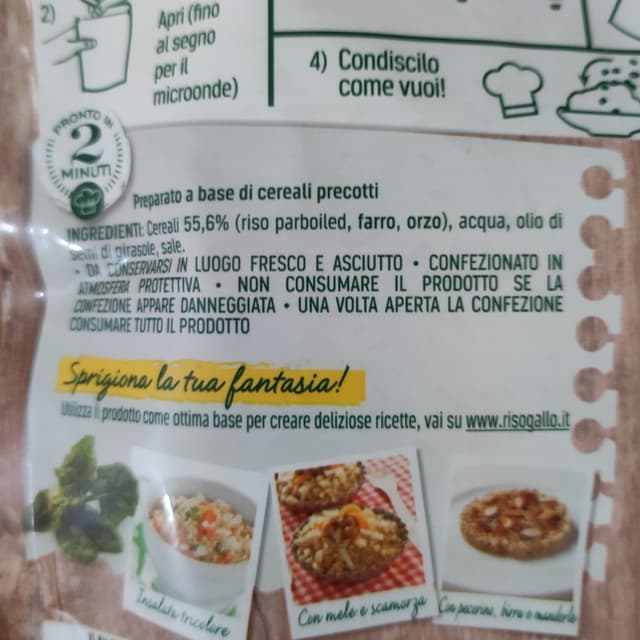 2)
Apri (fino
al segno
per il
microonde)
4) Condiscilo
come vuoi!
PRONTO IN
2
MINUTI
Preparato a base di cereali precotti
INGREDIENTI: Cereali 55,6% (riso parboiled, farro, orzo), acqua, olio di
semi di girasole, sale.
• DA CONSERVARSI IN LUOGO FRESCO E ASCIUTTO • CONFEZIONATO IN
ATMOSFERA PROTETTIVA • NON CONSUMARE IL PRODOTTO SE LA
CONFEZIONE APPARE DANNEGGIATA • UNA VOLTA APERTA LA CONFEZIONE
CONSUMARE TUTTO IL PRODOTTO
Sprigiona la tua fantasia!
Utilizza il prodotto come ottima base per creare deliziose ricette, vai su www.risogallo.it
Insalata tricolore
Con mele e scamorza
Con pecorino, birra e mandorle